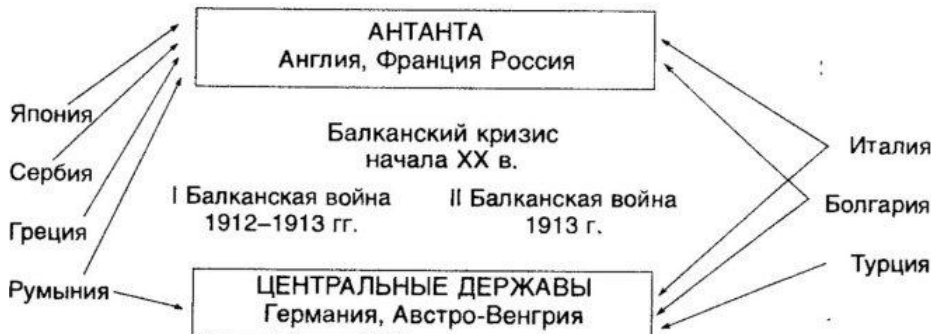 АНТАНТА
Англия, Франция Россия
Япония
Сербия
Греция
Румыния
Балканский кризис
начала XX в.
I Балканская война
1912–1913 гг.
II Балканская война
1913 г.
Италия
Болгария
Турция
ЦЕНТРАЛЬНЫЕ ДЕРЖАВЫ
Германия, Австро-Венгрия